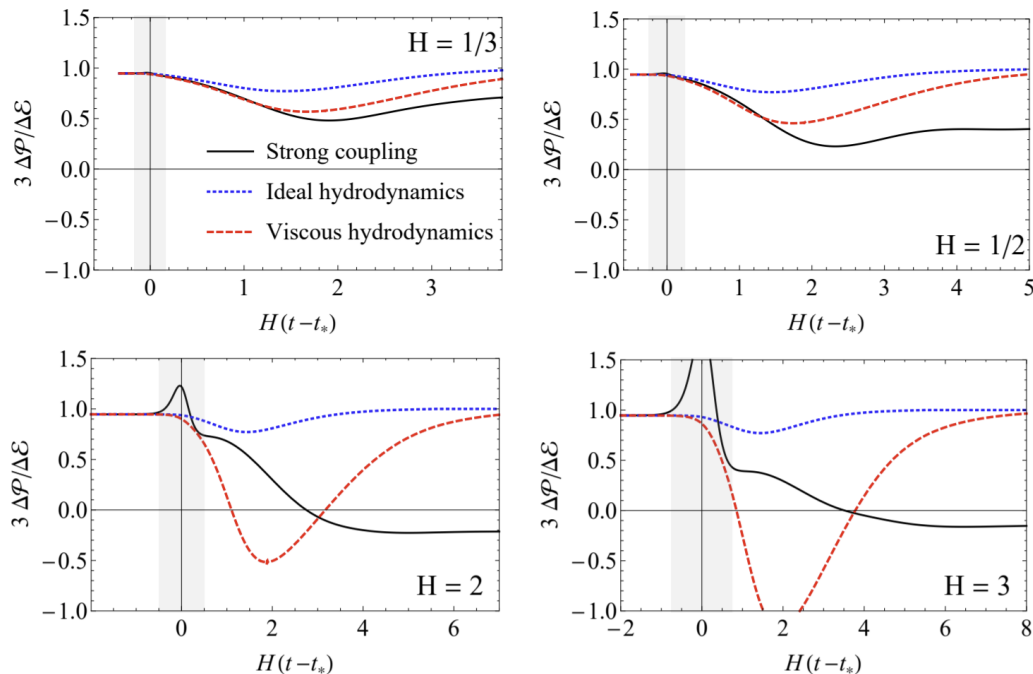 1.5
1.0
0.5
0.0
−0.5
−1.0
3 Δ𝒫/Δℰ
H = 1/3
Strong coupling
Ideal hydrodynamics
Viscous hydrodynamics
0 1 2 3
H (t − t*)
1.5
1.0
0.5
0.0
−0.5
−1.0
3 Δ𝒫/Δℰ
H = 1/2
0 1 2 3 4 5
H (t − t*)
1.5
1.0
0.5
0.0
−0.5
−1.0
3 Δ𝒫/Δℰ
H = 2
0 2 4 6
H (t − t*)
1.5
1.0
0.5
0.0
−0.5
−1.0
3 Δ𝒫/Δℰ
H = 3
−2 0 2 4 6 8
H (t − t*)